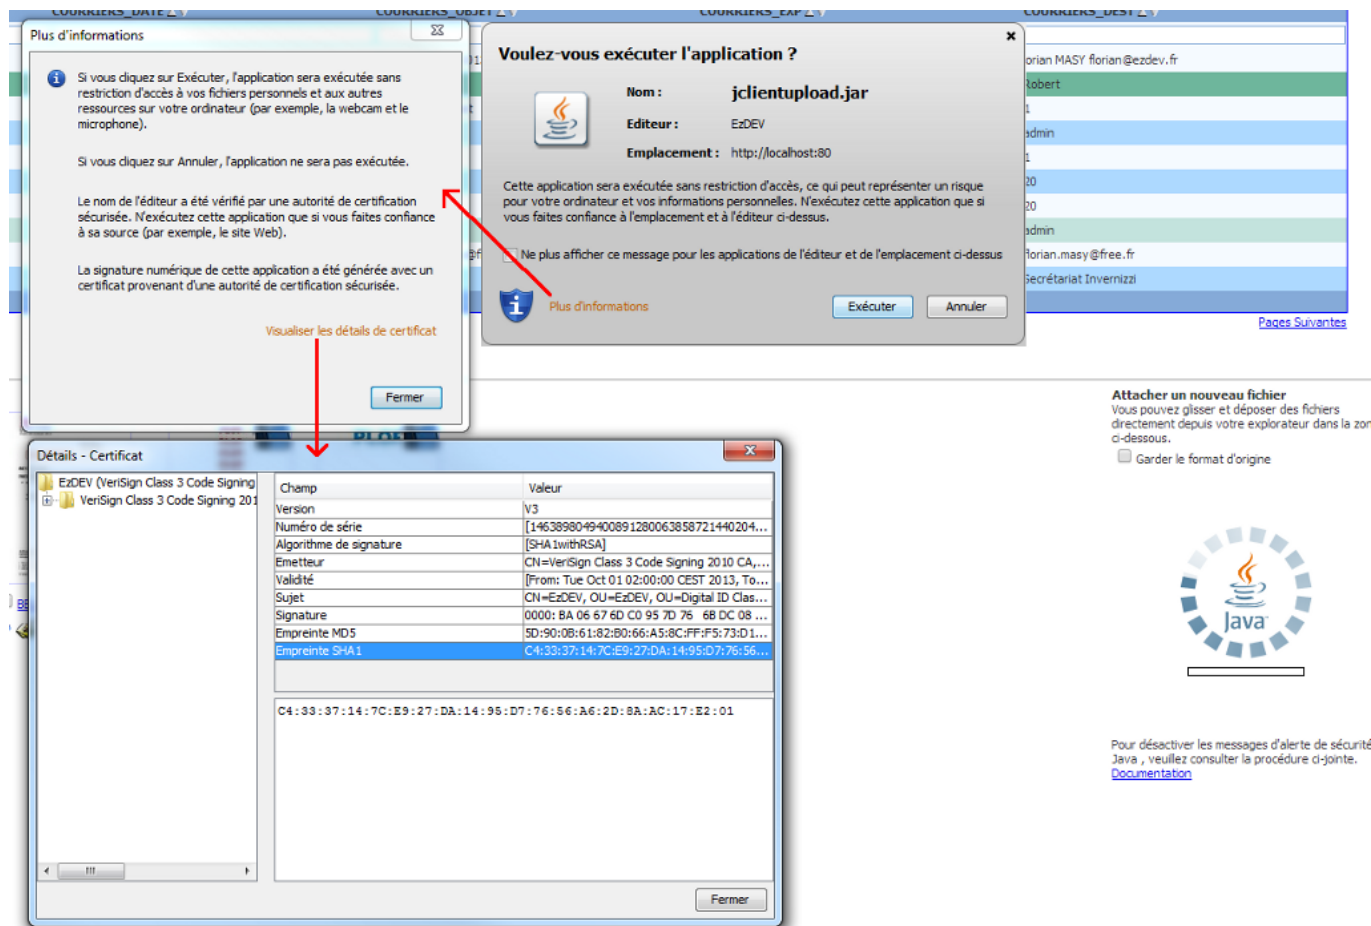 COURRIERS_DATE
COURRIERS_OBJET
COURRIERS_EXP
COURRIERS_DEST
Plus d'informations
Si vous cliquez sur Exécuter, l'application sera exécutée sans
restriction d'accès à vos fichiers personnels et aux autres
ressources sur votre ordinateur (par exemple, la webcam et le
microphone).
Si vous cliquez sur Annuler, l'application ne sera pas exécutée.
Le nom de l'éditeur a été vérifié par une autorité de certification
sécurisée. N'exécutez cette application que si vous faites confiance
à sa source (par exemple, le site Web).
La signature numérique de cette application a été générée avec un
certificat provenant d'une autorité de certification sécurisée.
Visualiser les détails de certificat
Fermer
Voulez-vous exécuter l'application ?
Nom : jclientupload.jar
Editeur : EzDEV
Emplacement : http://localhost:80
Cette application sera exécutée sans restriction d'accès, ce qui peut représenter un risque
pour votre ordinateur et vos informations personnelles. N'exécutez cette application que si
vous faites confiance à l'emplacement et à l'éditeur ci-dessus.
Ne plus afficher ce message pour les applications de l'éditeur et de l'emplacement ci-dessus
Plus d'informations
Exécuter
Annuler
orian MASY florian@ezdev.fr
Robert
1
admin
1
20
20
admin
florian.masy@free.fr
Secrétariat Invernizzi
Pages Suivantes
Attacher un nouveau fichier
Vous pouvez glisser et déposer des fichiers
directement depuis votre explorateur dans la zon
ci-dessous.
Garder le format d'origine
Java
Pour désactiver les messages d'alerte de sécurité
Java , veuillez consulter la procédure ci-jointe.
Documentation
Détails - Certificat
EzDEV (VeriSign Class 3 Code Signing
VeriSign Class 3 Code Signing 201
Champ Valeur
Version V3
Numéro de série [146389804940089128006385872144020​4...
Algorithme de signature [SHA1withRSA]
Emetteur CN=VeriSign Class 3 Code Signing 2010 CA,...
Validité [From: Tue Oct 01 02:00:00 CEST 2013, To...
Sujet CN=EzDEV, OU=EzDEV, OU=Digital ID Clas...
Signature 0000: BA 06 67 6D C0 95 7D 76 6B DC 08 ...
Empreinte MD5 5D:90:0B:61:82:B0:66:A5:8C:FF:F5:73:D1...
Empreinte SHA1 C4:33:37:14:7C:E9:27:DA:14:95:D7:76:56...
C4:33:37:14:7C:E9:27:DA:14:95:D7:76:56:A6:2D:8A:AC:17:E2:01
Fermer